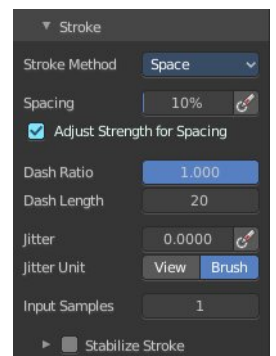 Stroke
Stroke Method Space
Spacing 10%
Adjust Strength for Spacing
Dash Ratio 1.000
Dash Length 20
Jitter 0.0000
Jitter Unit View Brush
Input Samples 1
Stabilize Stroke